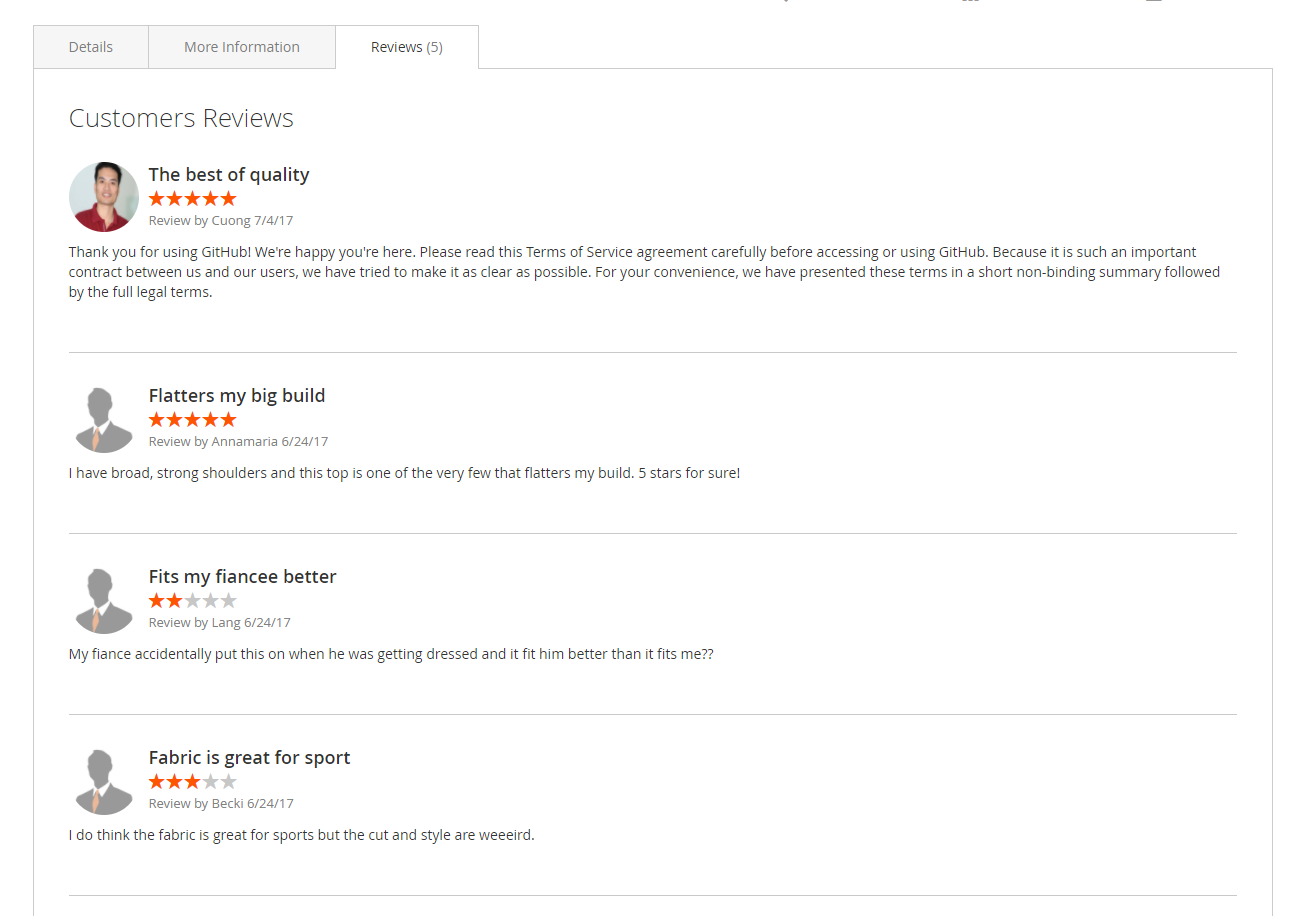 Details
More Information
Reviews (5)
Customers Reviews
The best of quality
Review by Cuong 7/4/17
Thank you for using GitHub! We're happy you're here. Please read this Terms of Service agreement carefully before accessing or using GitHub. Because it is such an important
contract between us and our users, we have tried to make it as clear as possible. For your convenience, we have presented these terms in a short non-binding summary followed
by the full legal terms.
Flatters my big build
Review by Annamaria 6/24/17
I have broad, strong shoulders and this top is one of the very few that flatters my build. 5 stars for sure!
Fits my fiancee better
Review by Lang 6/24/17
My fiance accidentally put this on when he was getting dressed and it fit him better than it fits me??
Fabric is great for sport
Review by Becki 6/24/17
I do think the fabric is great for sports but the cut and style are weeeird.